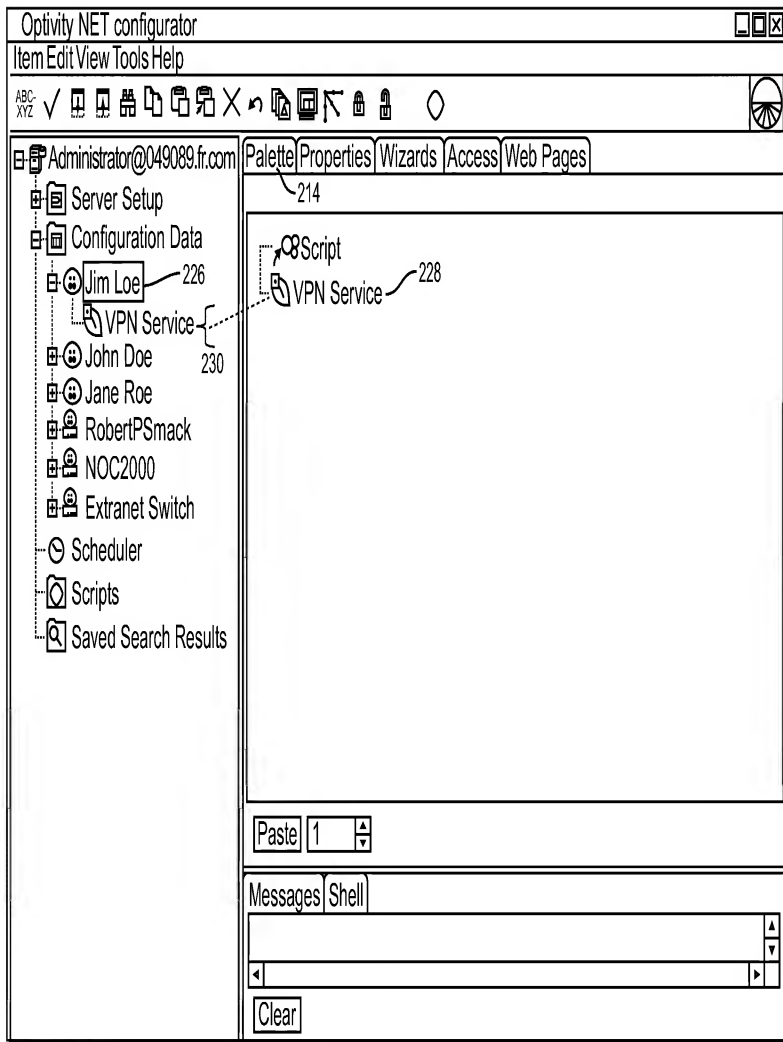 Optivity NET configurator
Item Edit View Tools Help
ABC-
XYZ
Administrator@049089.fr.com
Server Setup
Configuration Data
Jim Loe 226
VPN Service
230
John Doe
Jane Roe
RobertPSmack
NOC2000
Extranet Switch
Scheduler
Scripts
Saved Search Results
Palette Properties Wizards Access Web Pages
214
Script
VPN Service 228
Paste 1
Messages Shell
Clear